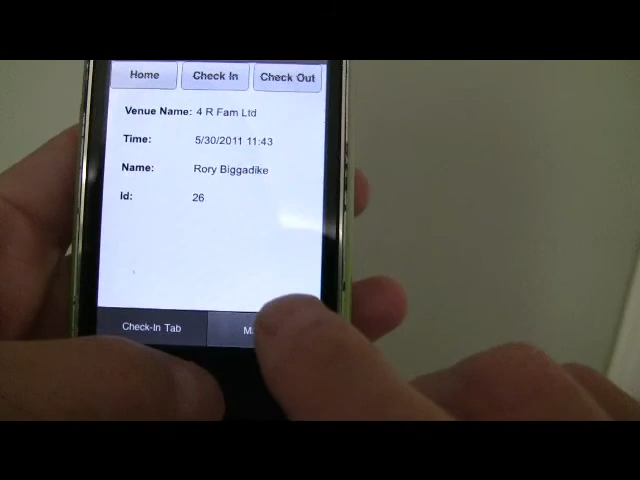 Home Check In Check Out
Venue Name: 4 R Fam Ltd
Time: 5/30/2011 11:43
Name: Rory Biggadike
Id: 26
Check-In Tab